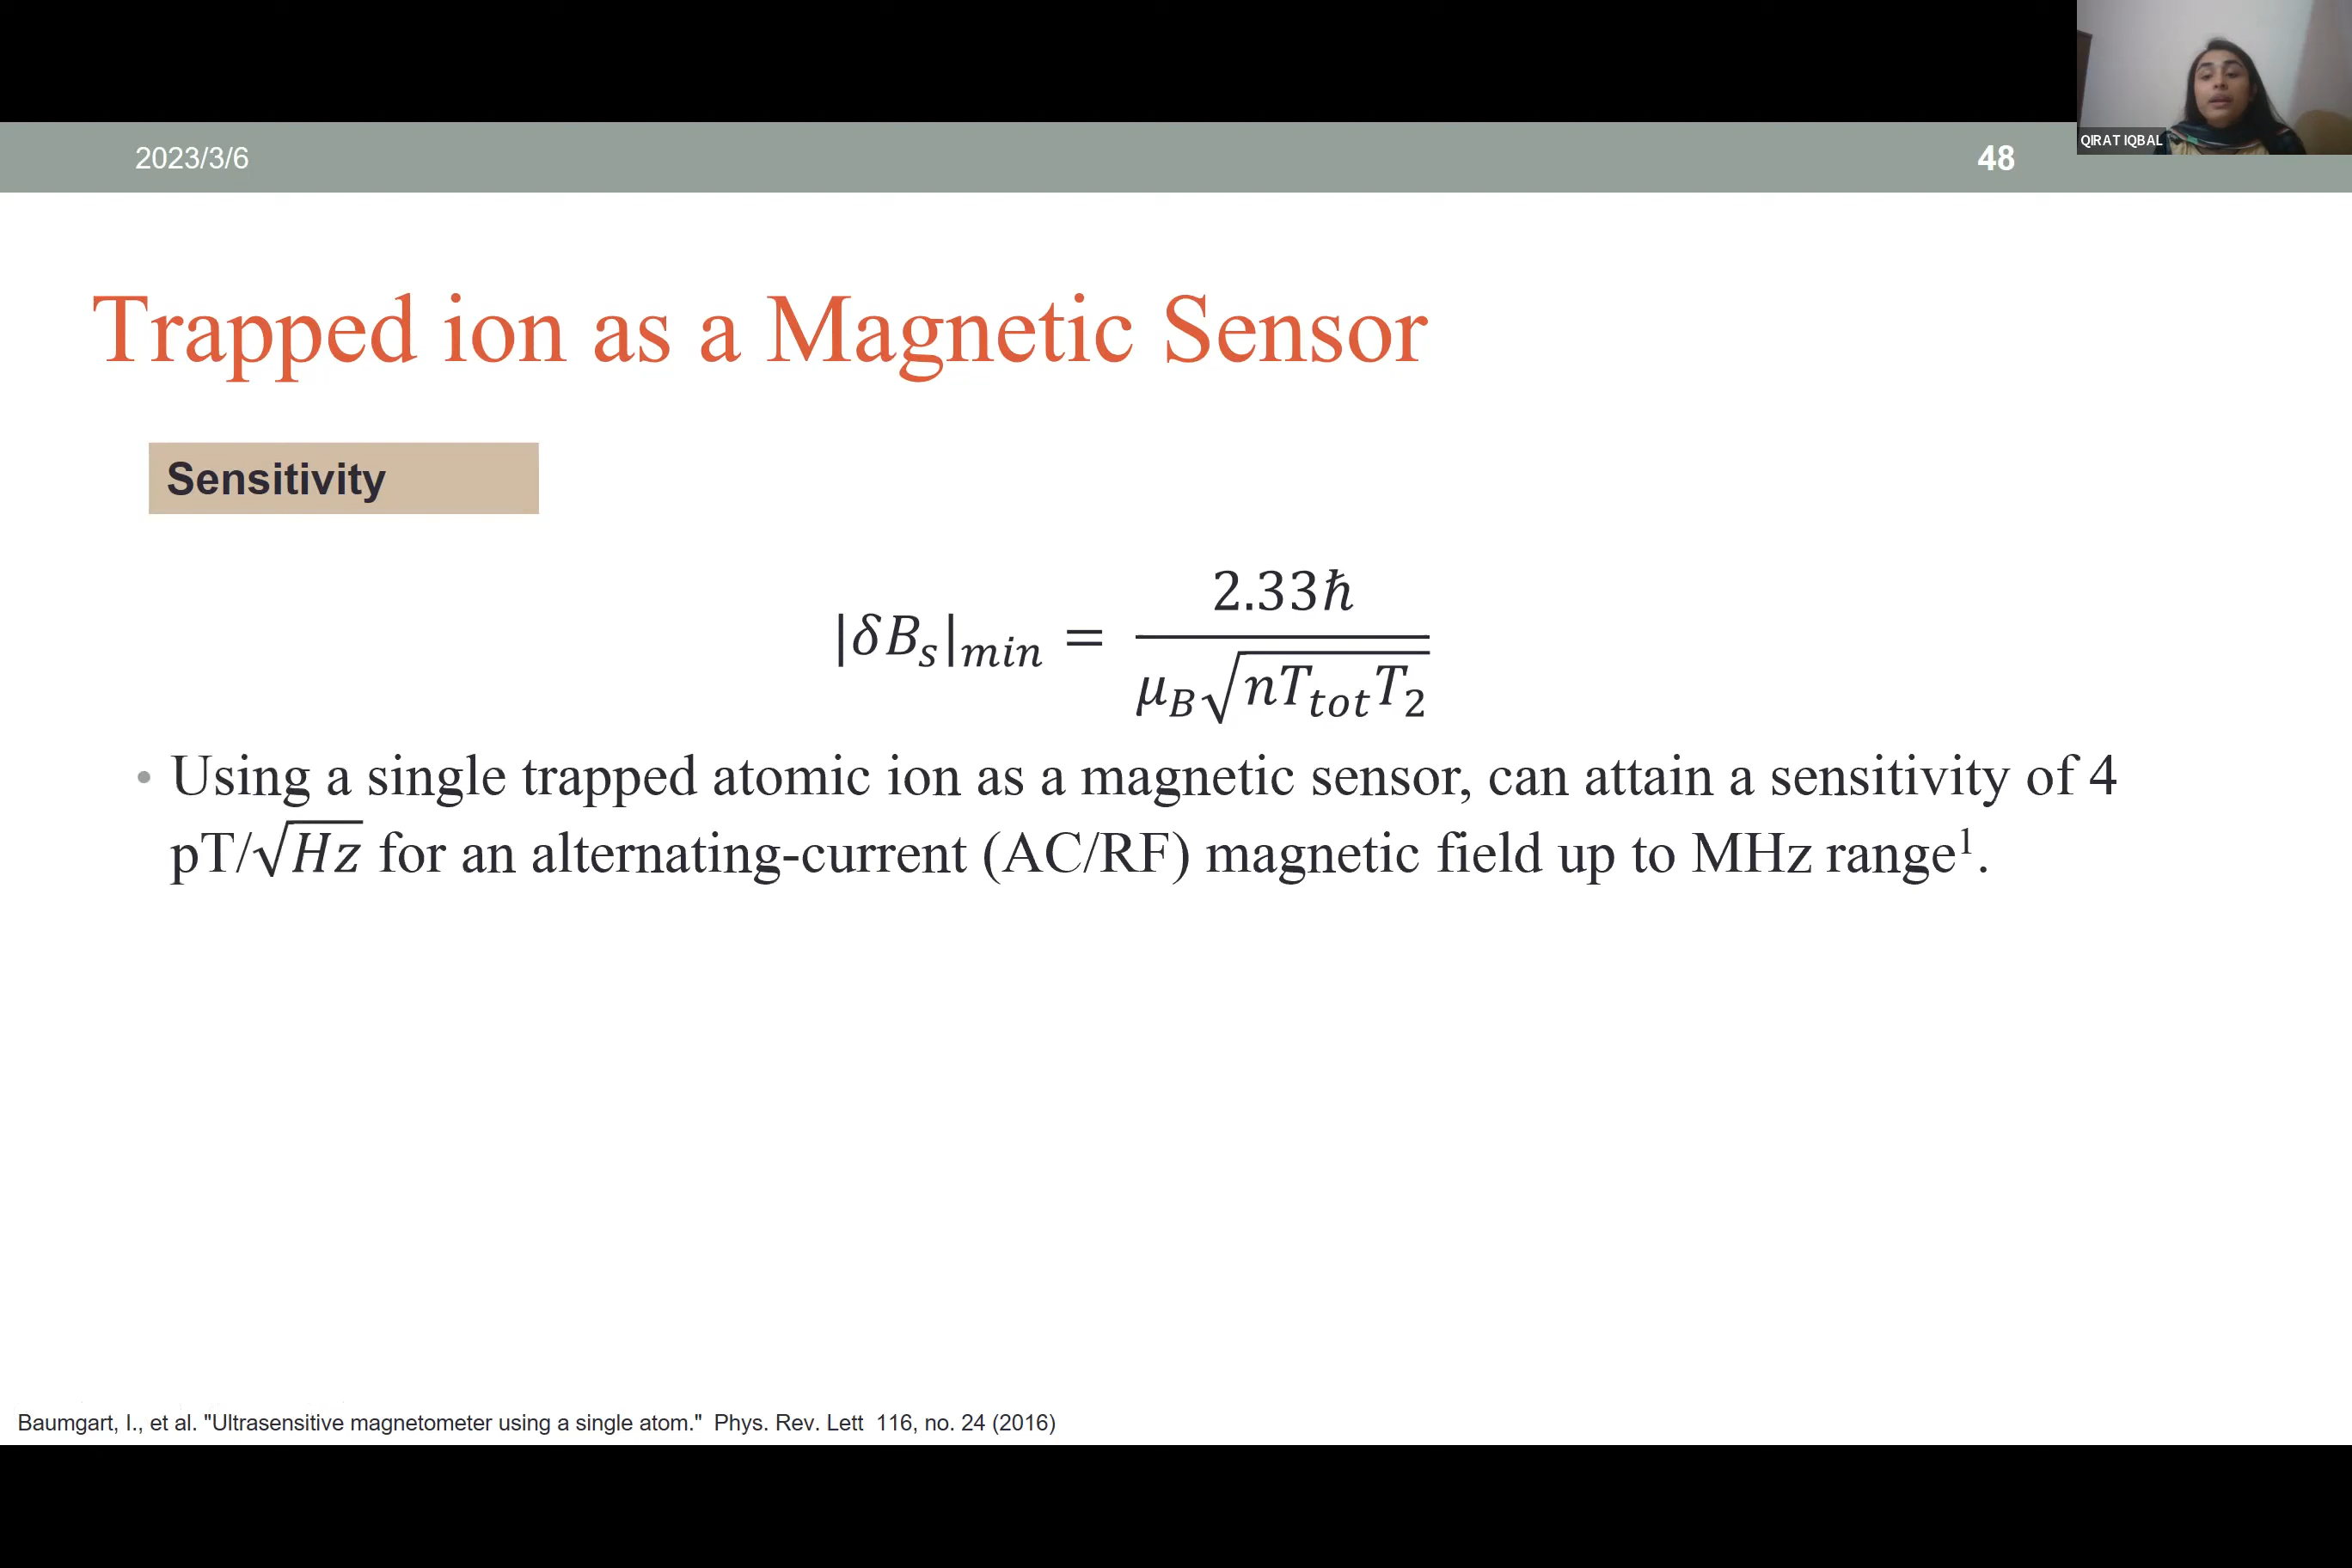 QIRAT IQBAL
2023/3/6
48
Trapped ion as a Magnetic Sensor
Sensitivity
|δB_s|_min = 2.33ℏ / (μ_B√(nT_tot T_2))
• Using a single trapped atomic ion as a magnetic sensor, can attain a sensitivity of 4
pT/√Hz for an alternating-current (AC/RF) magnetic field up to MHz range¹.
Baumgart, I., et al. "Ultrasensitive magnetometer using a single atom." Phys. Rev. Lett 116, no. 24 (2016)